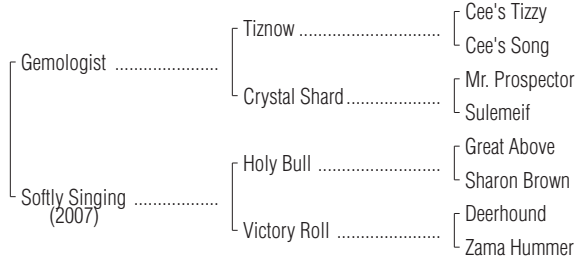 Cee's Tizzy
Tiznow ....................................
Cee's Song
Gemologist ..........................
Mr. Prospector
Crystal Shard........................
Sulemeif
Great Above
Holy Bull ...............................
Sharon Brown
Softly Singing .....................
(2007)
Deerhound
Victory Roll ..........................
Zama Hummer